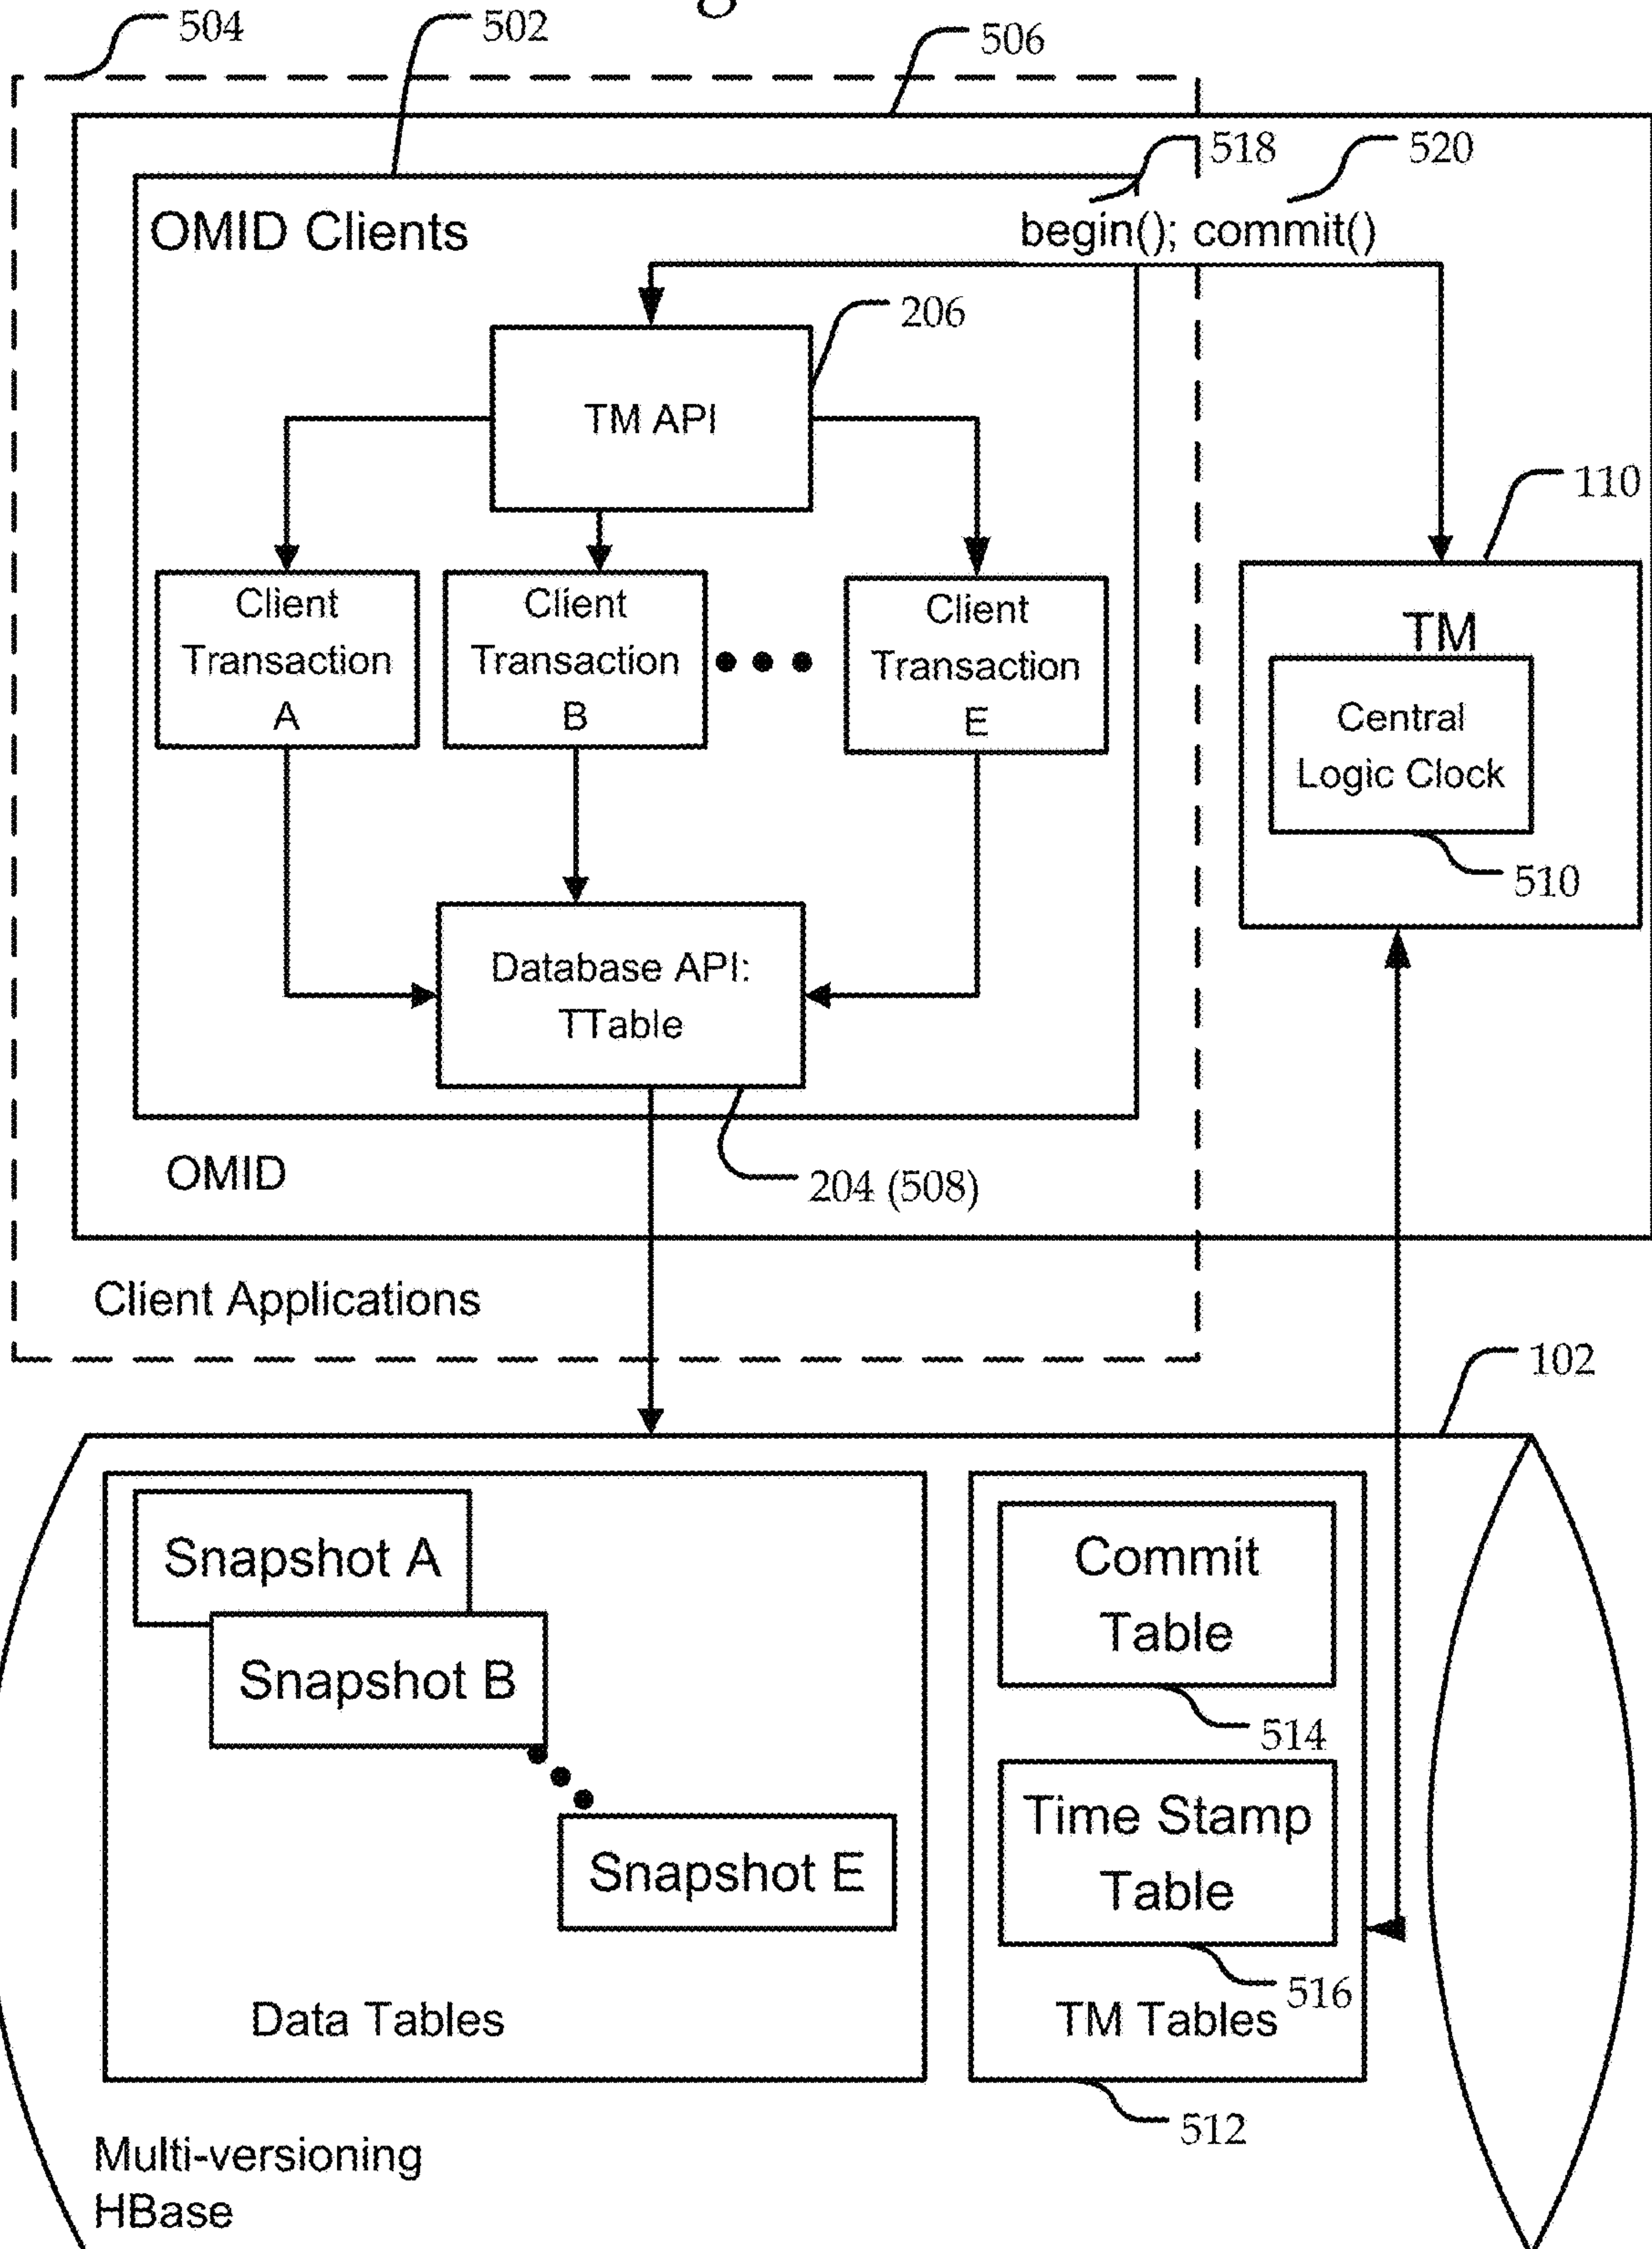 504
502
506
518
520
OMID Clients
begin(); commit()
206
TM API
110
Client
Transaction
A
Client
Transaction
B
Client
Transaction
E
TM
Central
Logic Clock
510
Database API:
TTable
OMID
204 (508)
Client Applications
102
Snapshot A
Snapshot B
Snapshot E
Data Tables
Commit
Table
514
Time Stamp
Table
516
TM Tables
512
Multi-versioning
HBase